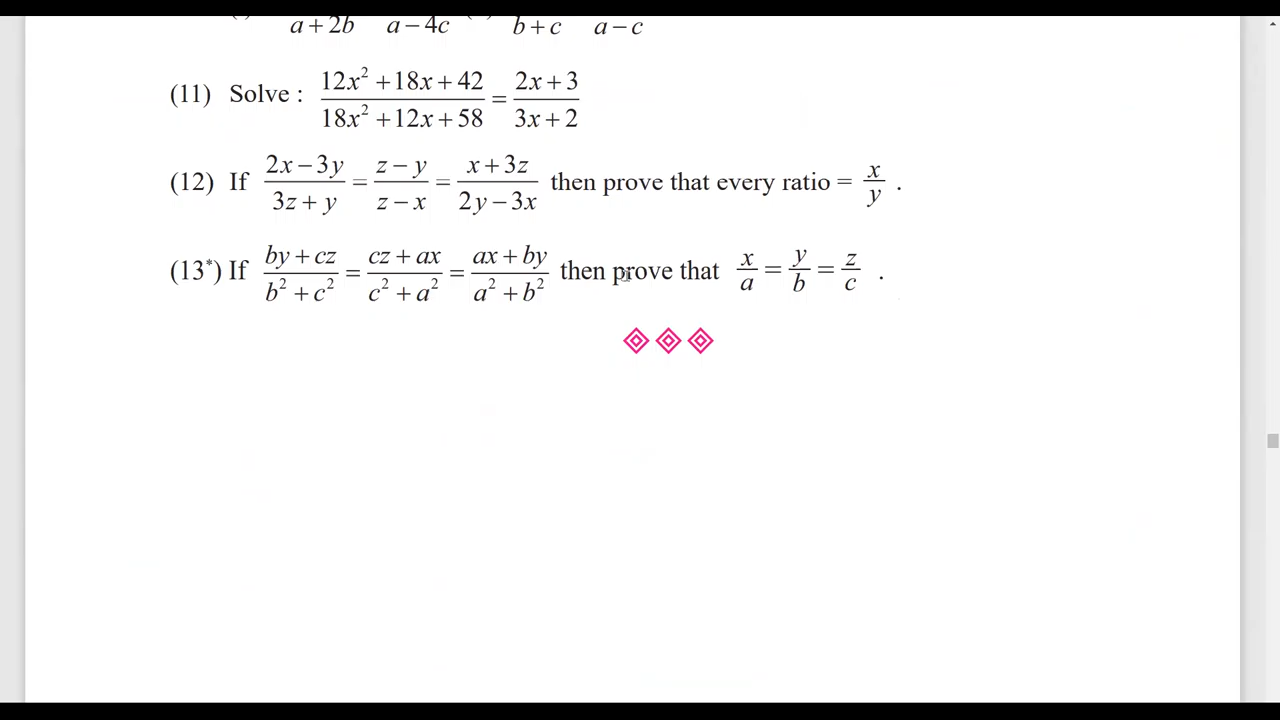 a + 2b   a − 4c   b + c   a − c
(11) Solve : (12x² + 18x + 42)/(18x² + 12x + 58) = (2x + 3)/(3x + 2)
(12) If (2x − 3y)/(3z + y) = (z − y)/(z − x) = (x + 3z)/(2y − 3x) then prove that every ratio = x/y .
(13*) If (by + cz)/(b² + c²) = (cz + ax)/(c² + a²) = (ax + by)/(a² + b²) then prove that x/a = y/b = z/c .